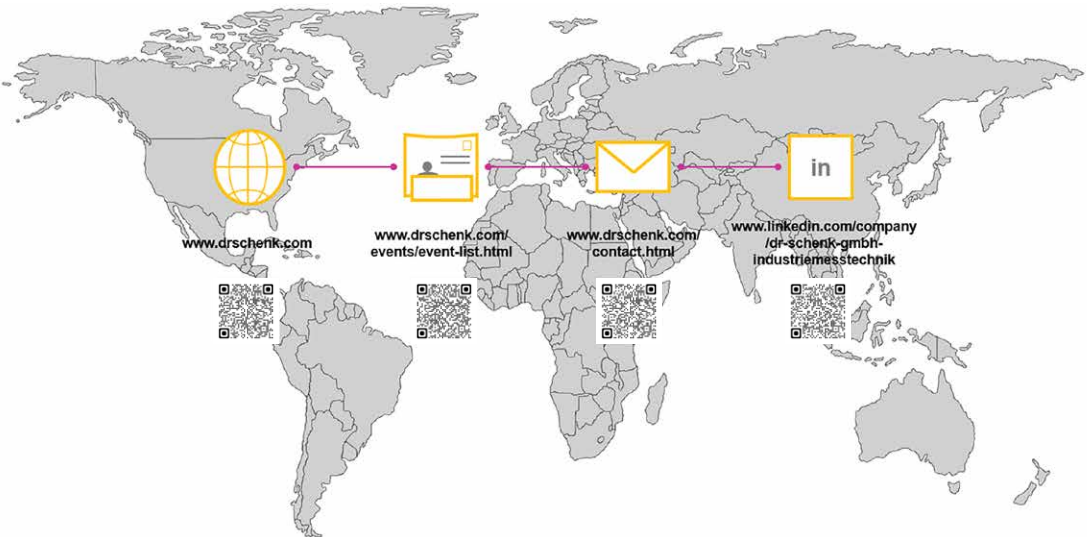 in
www.drschenk.com
www.drschenk.com/
events/event-list.html
www.drschenk.com/
contact.html
www.linkedin.com/company
/dr-schenk-gmbh-
industriemesstechnik